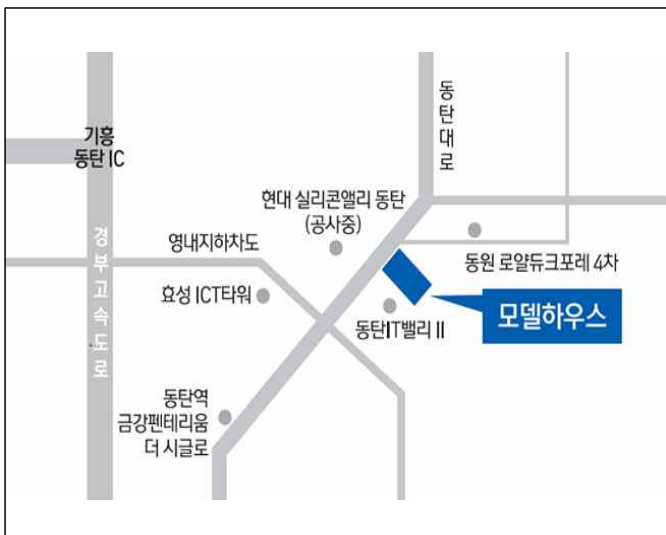 기흥
동탄 IC
경부고속도로
동탄대로
현대 실리콘앨리 동탄
(공사중)
영내지하차도
효성 ICT타워
동원 로얄듀크포레 4차
동탄IT밸리 II
모델하우스
동탄역
금강펜테리움
더 시글로